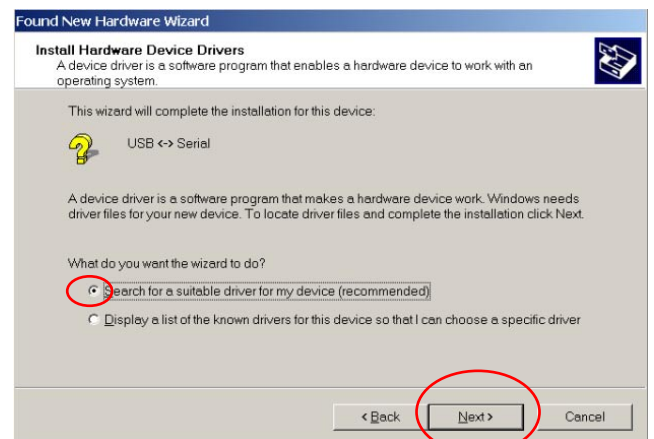 Found New Hardware Wizard
Install Hardware Device Drivers
A device driver is a software program that enables a hardware device to work with an
operating system.
This wizard will complete the installation for this device:
USB <-> Serial
A device driver is a software program that makes a hardware device work. Windows needs
driver files for your new device. To locate driver files and complete the installation click Next.
What do you want the wizard to do?
Search for a suitable driver for my device (recommended)
Display a list of the known drivers for this device so that I can choose a specific driver
< Back Next > Cancel